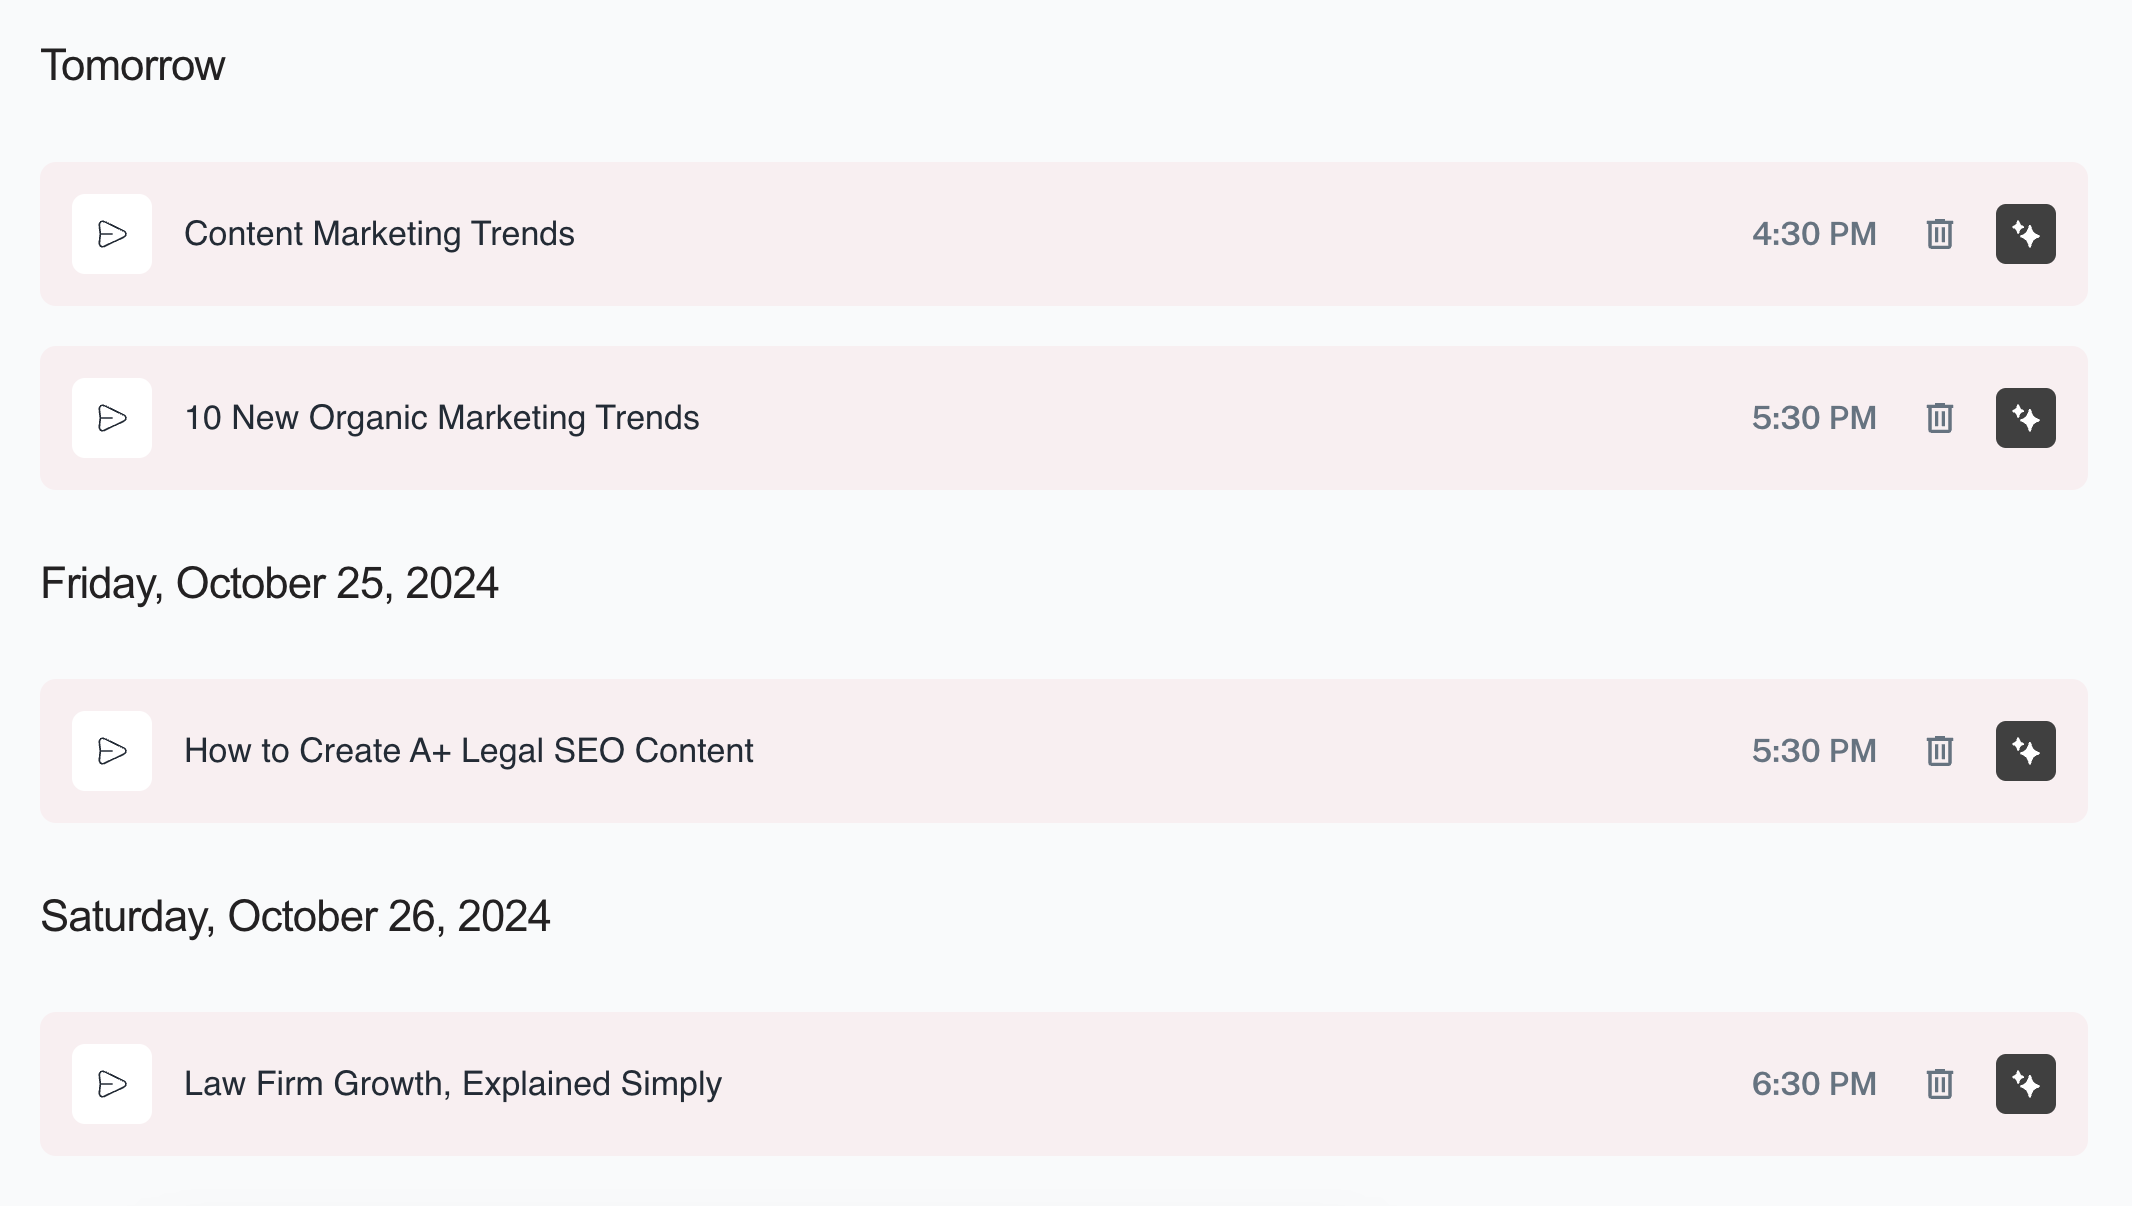 Tomorrow
Content Marketing Trends 4:30 PM
10 New Organic Marketing Trends 5:30 PM
Friday, October 25, 2024
How to Create A+ Legal SEO Content 5:30 PM
Saturday, October 26, 2024
Law Firm Growth, Explained Simply 6:30 PM